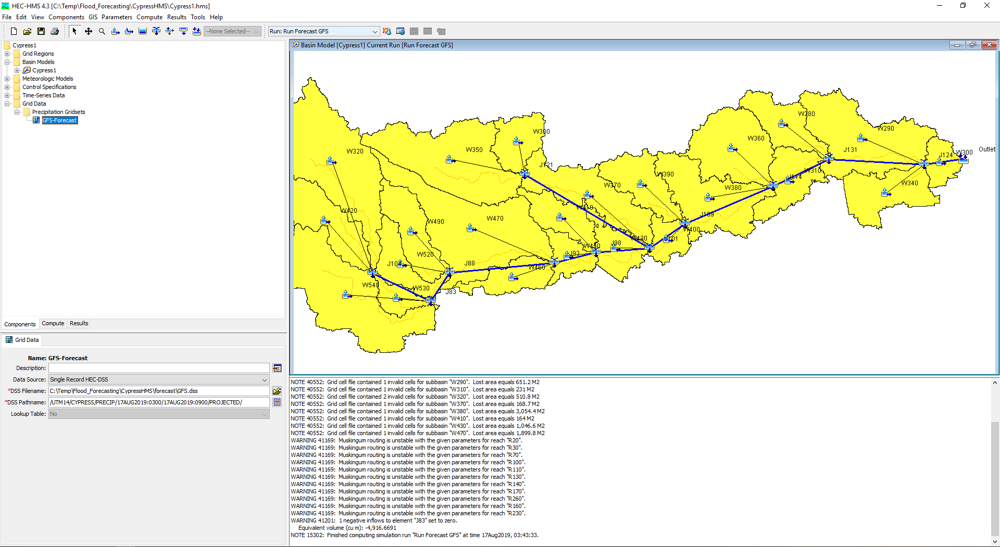 HEC-HMS 4.3 [C:\Temp\Flood_Forecasting\CypressHMS\Cypress1.hms]
File Edit View Components GIS Parameters Compute Results Tools Help
--None Selected--
Run: Run Forecast GFS
Cypress1
Grid Regions
Basin Models
Cypress1
Meteorologic Models
Control Specifications
Time-Series Data
Grid Data
Precipitation Gridsets
GFS-Forecast
Components Compute Results
Grid Data
Name: GFS-Forecast
Description:
Data Source: Single Record HEC-DSS
*DSS Filename: C:\Temp\Flood_Forecasting\CypressHMS\forecast\GFS.dss
*DSS Pathname: /UTM14/CYPRESS/PRECIP/17AUG2019:0300/17AUG2019:0900/PROJECTED/
Lookup Table: No
Basin Model [Cypress1] Current Run [Run Forecast GFS]
W280
W290
W330
W360
W320
W350
J131
W300
Outlet
J124
J121
W310
W390
W370
W380
W340
W420
W410
W470
W490
W400
J101
W430
J98
W450
J93
W520
J104
J88
W460
W540
W530
J83
NOTE 40552: Grid cell file contained 1 invalid cells for subbasin "W290". Lost area equals 651.2 M2
NOTE 40552: Grid cell file contained 1 invalid cells for subbasin "W310". Lost area equals 231 M2
NOTE 40552: Grid cell file contained 2 invalid cells for subbasin "W320". Lost area equals 510.8 M2
NOTE 40552: Grid cell file contained 1 invalid cells for subbasin "W370". Lost area equals 168.7 M2
NOTE 40552: Grid cell file contained 1 invalid cells for subbasin "W380". Lost area equals 3,054.4 M2
NOTE 40552: Grid cell file contained 1 invalid cells for subbasin "W410". Lost area equals 164 M2
NOTE 40552: Grid cell file contained 1 invalid cells for subbasin "W430". Lost area equals 1,046.6 M2
NOTE 40552: Grid cell file contained 1 invalid cells for subbasin "W470". Lost area equals 1,899.8 M2
WARNING 41169: Muskingum routing is unstable with the given parameters for reach "R20".
WARNING 41169: Muskingum routing is unstable with the given parameters for reach "R30".
WARNING 41169: Muskingum routing is unstable with the given parameters for reach "R70".
WARNING 41169: Muskingum routing is unstable with the given parameters for reach "R100".
WARNING 41169: Muskingum routing is unstable with the given parameters for reach "R110".
WARNING 41169: Muskingum routing is unstable with the given parameters for reach "R130".
WARNING 41169: Muskingum routing is unstable with the given parameters for reach "R140".
WARNING 41169: Muskingum routing is unstable with the given parameters for reach "R170".
WARNING 41169: Muskingum routing is unstable with the given parameters for reach "R260".
WARNING 41169: Muskingum routing is unstable with the given parameters for reach "R160".
WARNING 41169: Muskingum routing is unstable with the given parameters for reach "R230".
WARNING 41201: 1 negative inflows to element "J83" set to zero.
Equivalent volume (cu m): -4,916.6691
NOTE 15302: Finished computing simulation run "Run Forecast GFS" at time 17Aug2019, 03:43:33.